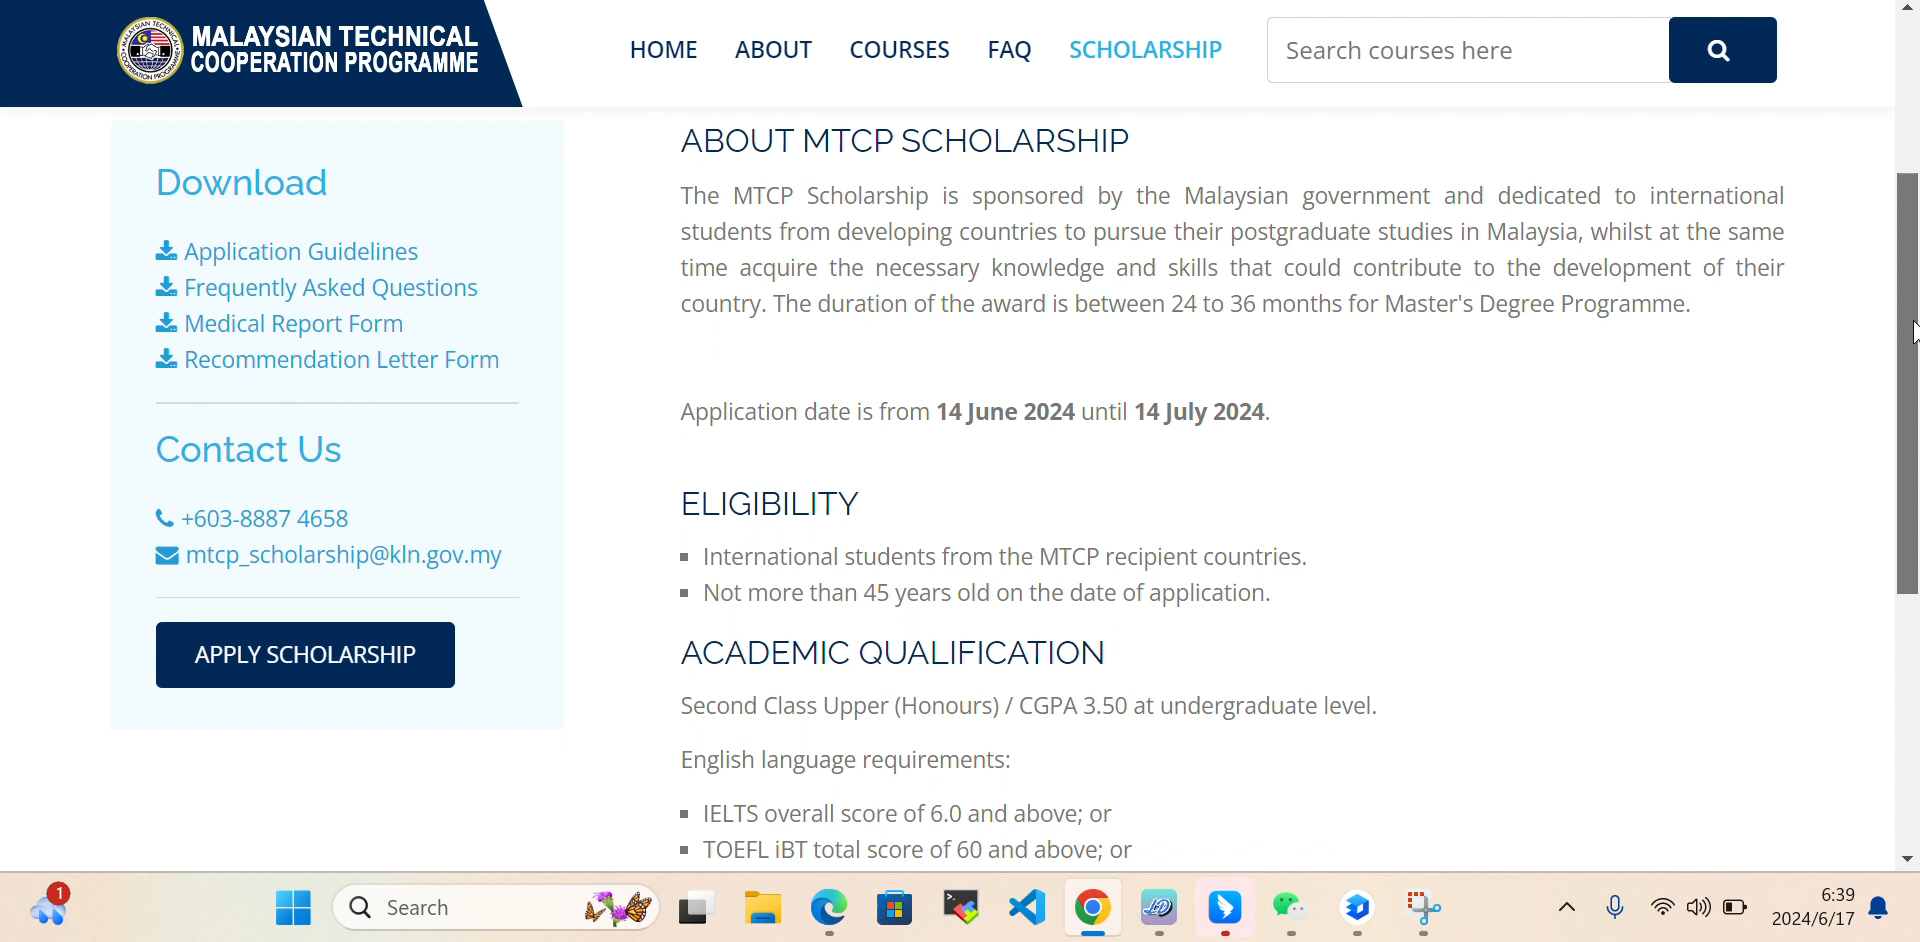 MALAYSIAN TECHNICAL
COOPERATION PROGRAMME
HOME ABOUT COURSES FAQ SCHOLARSHIP Search courses here
Download
Application Guidelines
Frequently Asked Questions
Medical Report Form
Recommendation Letter Form
Contact Us
+603-8887 4658
mtcp_scholarship@kln.gov.my
APPLY SCHOLARSHIP
ABOUT MTCP SCHOLARSHIP
The MTCP Scholarship is sponsored by the Malaysian government and dedicated to international
students from developing countries to pursue their postgraduate studies in Malaysia, whilst at the same
time acquire the necessary knowledge and skills that could contribute to the development of their
country. The duration of the award is between 24 to 36 months for Master's Degree Programme.
Application date is from 14 June 2024 until 14 July 2024.
ELIGIBILITY
International students from the MTCP recipient countries.
Not more than 45 years old on the date of application.
ACADEMIC QUALIFICATION
Second Class Upper (Honours) / CGPA 3.50 at undergraduate level.
English language requirements:
IELTS overall score of 6.0 and above; or
TOEFL iBT total score of 60 and above; or
1
Search
6:39
2024/6/17